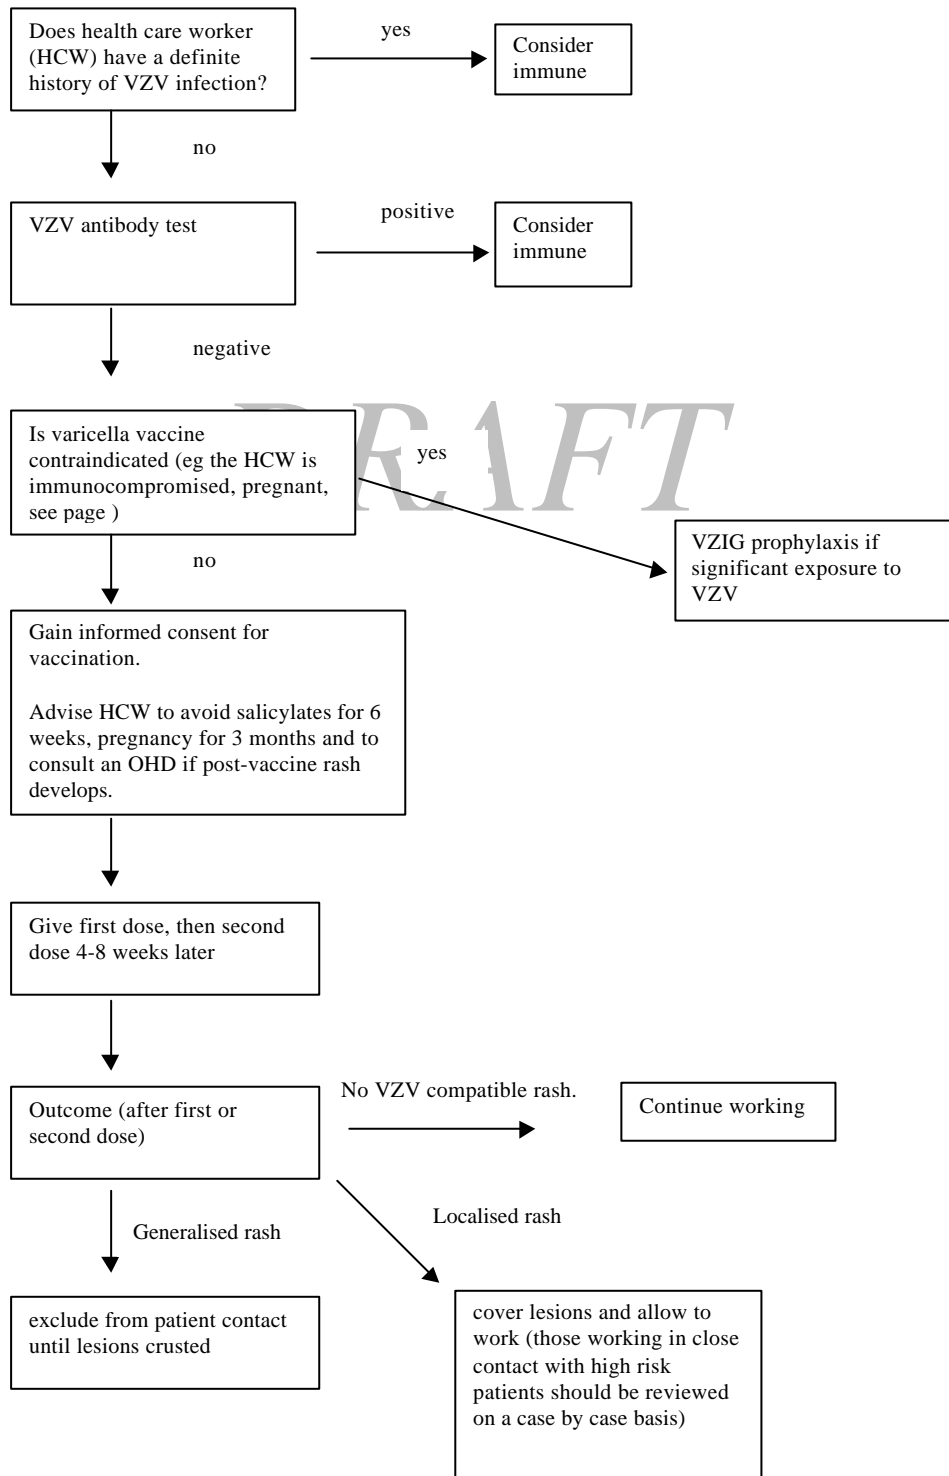 Does health care worker
(HCW) have a definite
history of VZV infection?
yes
Consider
immune
no
VZV antibody test
positive
Consider
immune
negative
DRAFT
Is varicella vaccine
contraindicated (eg the HCW is
immunocompromised, pregnant,
see page )
yes
VZIG prophylaxis if
significant exposure to
VZV
no
Gain informed consent for
vaccination.
Advise HCW to avoid salicylates for 6
weeks, pregnancy for 3 months and to
consult an OHD if post-vaccine rash
develops.
Give first dose, then second
dose 4-8 weeks later
Outcome (after first or
second dose)
No VZV compatible rash.
Continue working
Generalised rash
Localised rash
exclude from patient contact
until lesions crusted
cover lesions and allow to
work (those working in close
contact with high risk
patients should be reviewed
on a case by case basis)